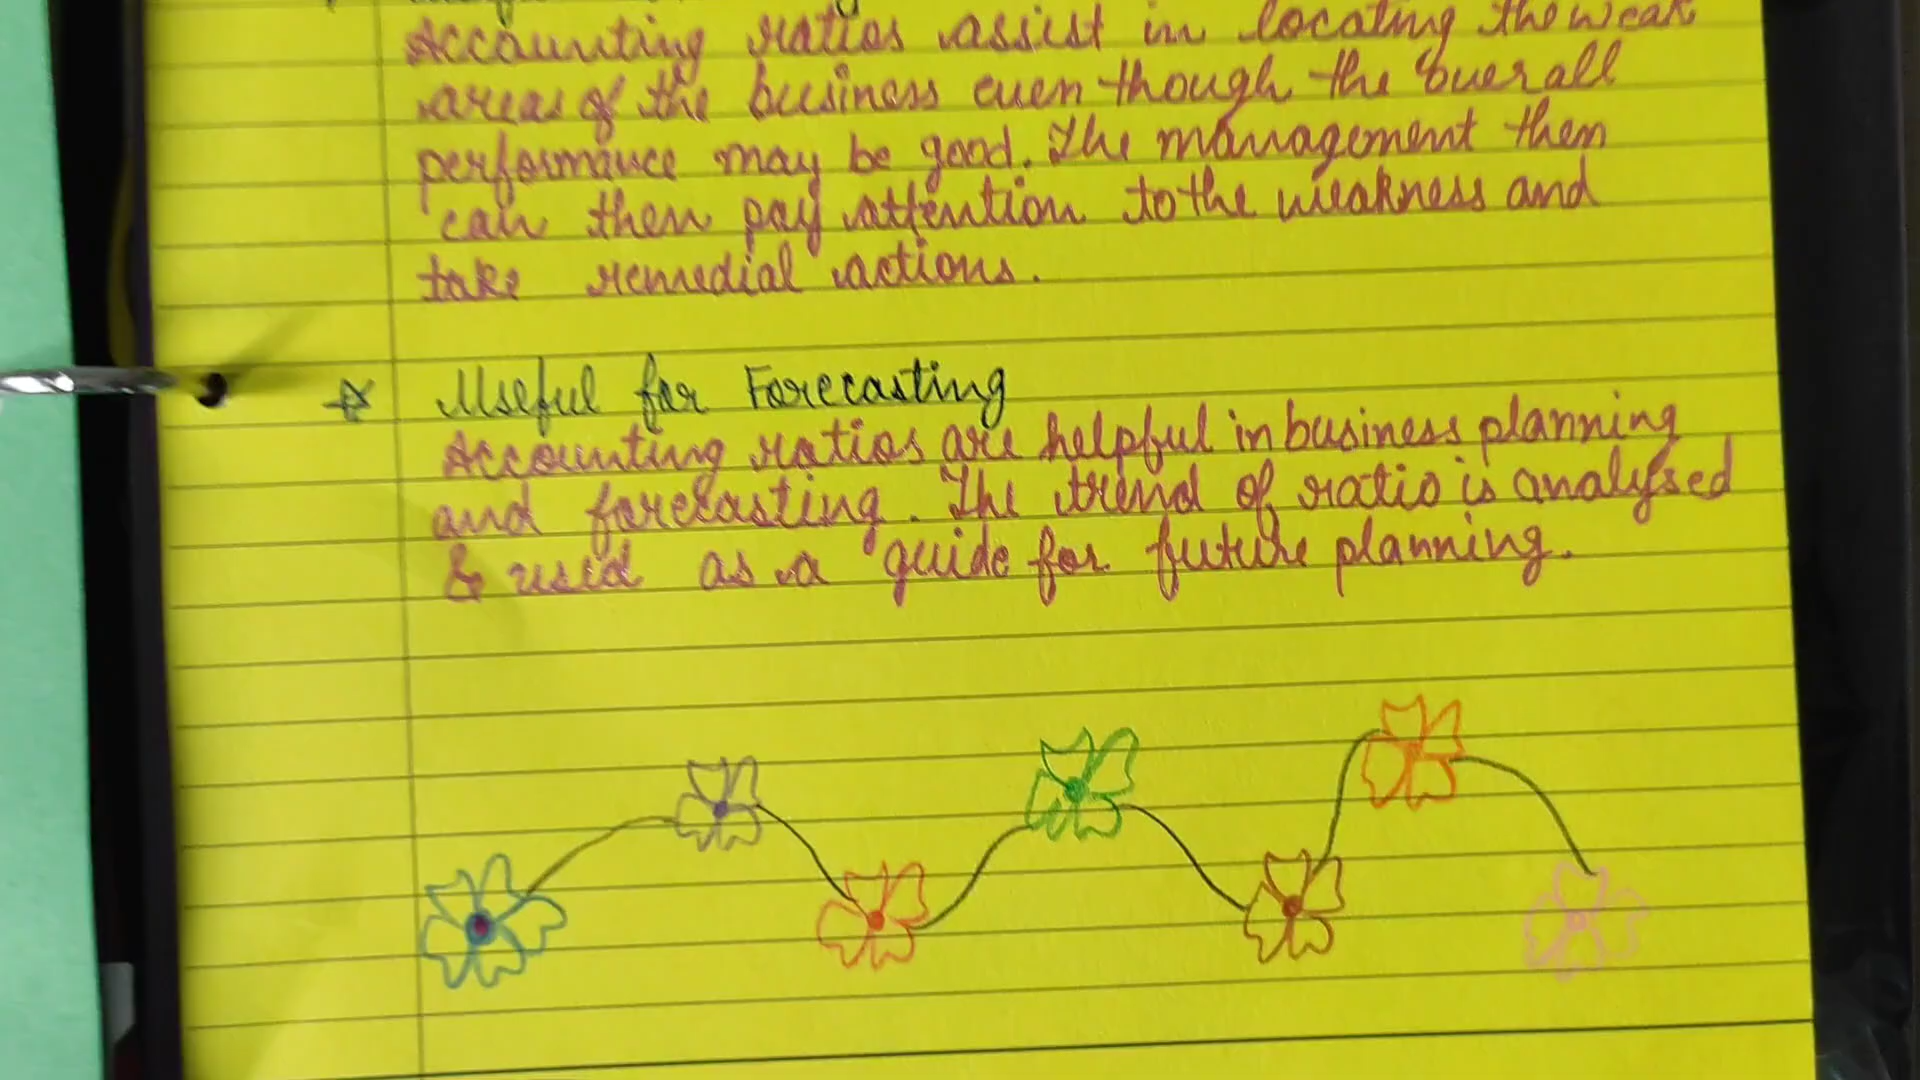 Accounting ratios assist in locating the weak
areas of the business even though the overall
performance may be good. The management them
can then pay attention to the weakness and
take remedial actions.
Useful for Forecasting
Accounting ratios are helpful in business planning
and forecasting. The trend of ratio is analysed
& used as a guide for future planning.